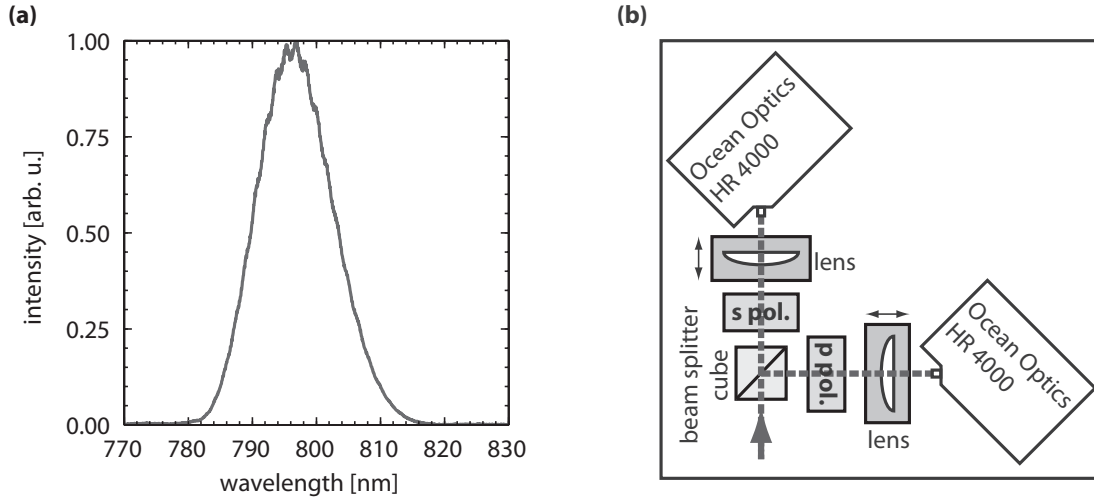 (a)
1.00
0.75
0.50
0.25
0.00
intensity [arb. u.]
770 780 790 800 810 820 830
wavelength [nm]
(b)
Ocean Optics
HR 4000
lens
s pol.
beam splitter
cube
p pol.
lens
Ocean Optics
HR 4000